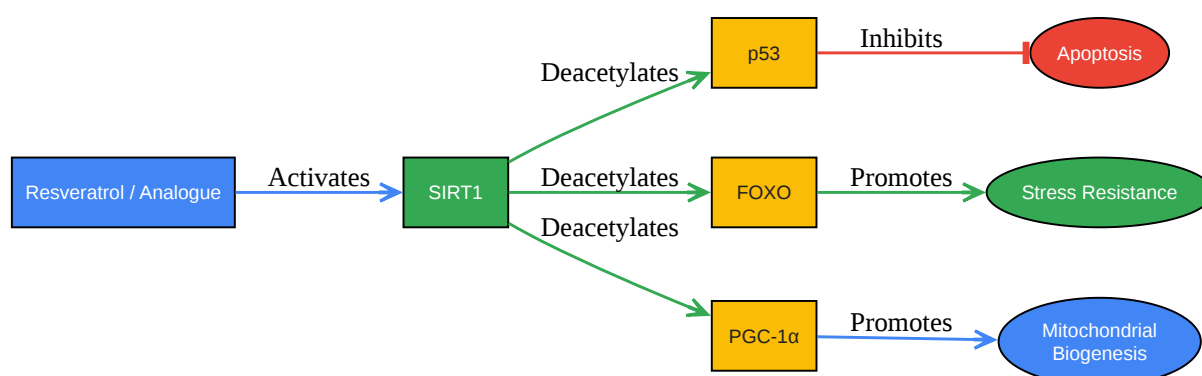 p53
Inhibits
Apoptosis
Deacetylates
Resveratrol / Analogue
Activates
SIRT1
Deacetylates
FOXO
Promotes
Stress Resistance
Deacetylates
PGC-1α
Promotes
Mitochondrial
Biogenesis